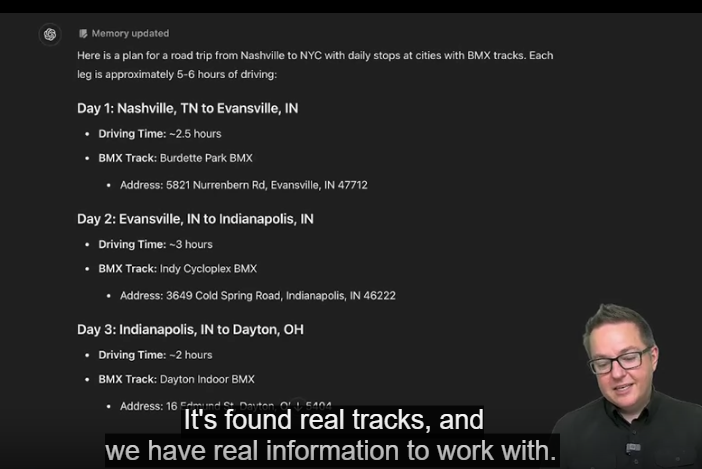 Memory updated
Here is a plan for a road trip from Nashville to NYC with daily stops at cities with BMX tracks. Each
leg is approximately 5-6 hours of driving:
Day 1: Nashville, TN to Evansville, IN
• Driving Time: ~2.5 hours
• BMX Track: Burdette Park BMX
• Address: 5821 Nurrenbern Rd, Evansville, IN 47712
Day 2: Evansville, IN to Indianapolis, IN
• Driving Time: ~3 hours
• BMX Track: Indy Cycloplex BMX
• Address: 3649 Cold Spring Road, Indianapolis, IN 46222
Day 3: Indianapolis, IN to Dayton, OH
• Driving Time: ~2 hours
• BMX Track: Dayton Indoor BMX
• Address: 16 Edmund St, Dayton, 5404
It's found real tracks, and
we have real information to work with.